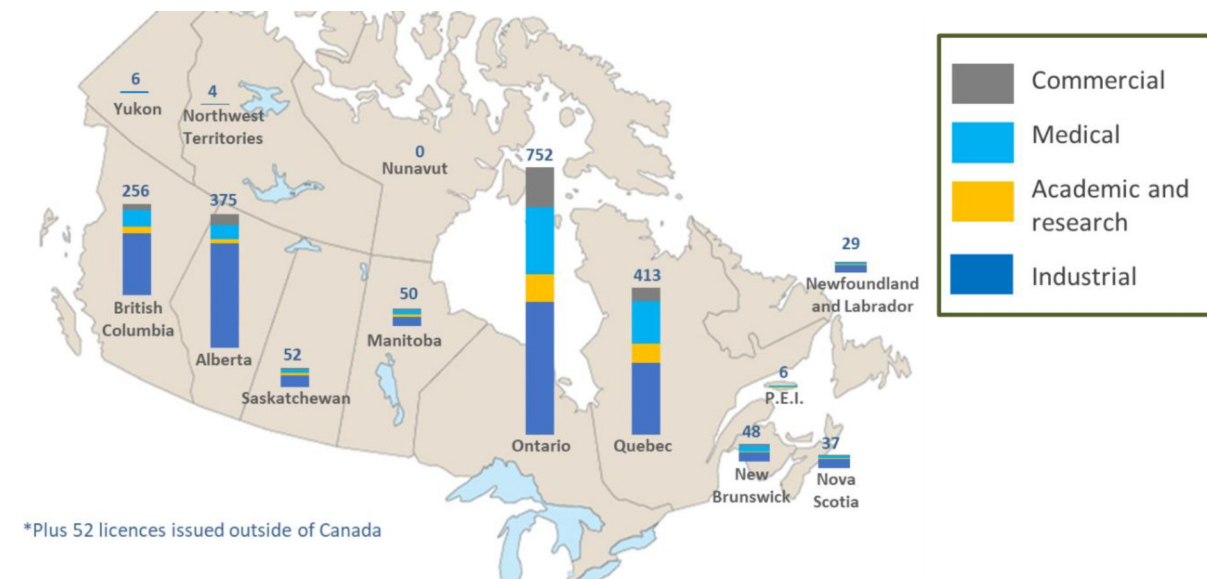 6
Yukon
4
Northwest
Territories
0
Nunavut
752
256
375
British
Columbia
Alberta
52
Saskatchewan
50
Manitoba
Ontario
413
Quebec
29
Newfoundland
and Labrador
6
P.E.I.
48
New
Brunswick
37
Nova
Scotia
*Plus 52 licences issued outside of Canada
Commercial
Medical
Academic and
research
Industrial